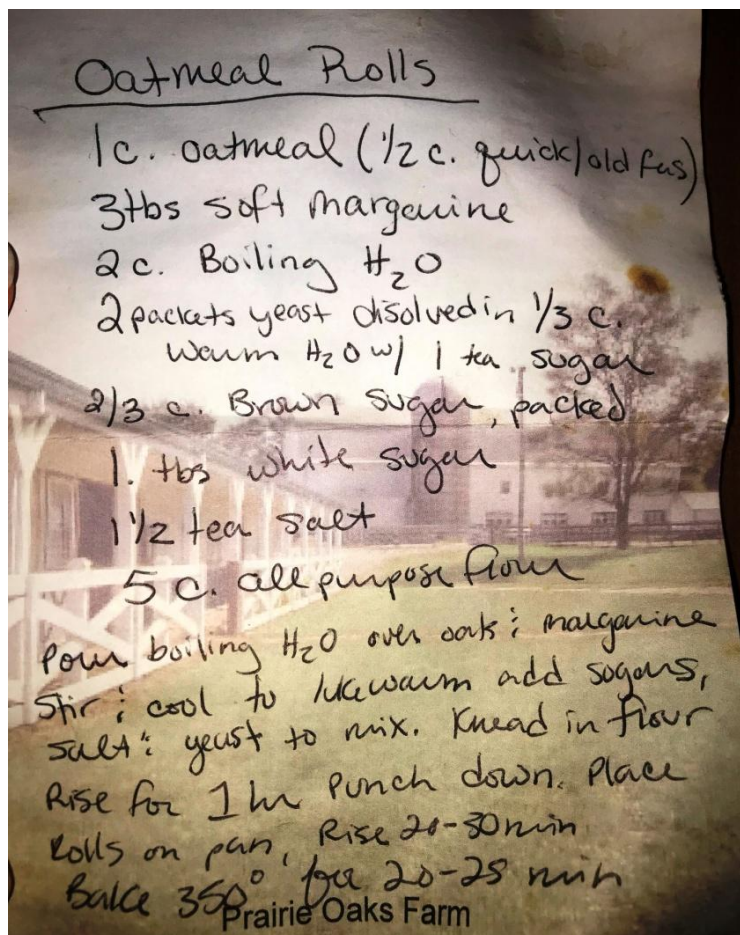 Oatmeal Rolls
1c. oatmeal (1/2 c. quick/old fas)
3tbs soft margarine
2c. Boiling H2O
2 packets yeast disolved in 1/3 c.
Warm H2O w/ 1 tea sugar
2/3 c. Brown sugar, packed
1. tbs white sugar
1 1/2 tea salt
5 c. all purpose flour
Pour boiling H2O over oats & margarine
Stir & cool to lukewarm add sugars,
salt & yeast to mix. Knead in flour
Rise for 1 hr Punch down. Place
Rolls on pan, Rise 20-30 min
Bake 350° for 20-25 min
Prairie Oaks Farm